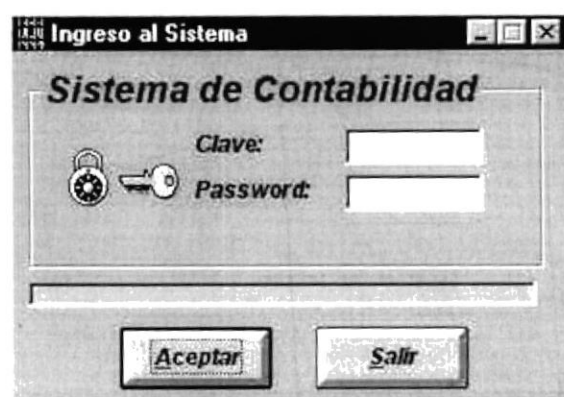 Ingreso al Sistema
Sistema de Contabilidad
Clave:
Password:
Aceptar
Salir